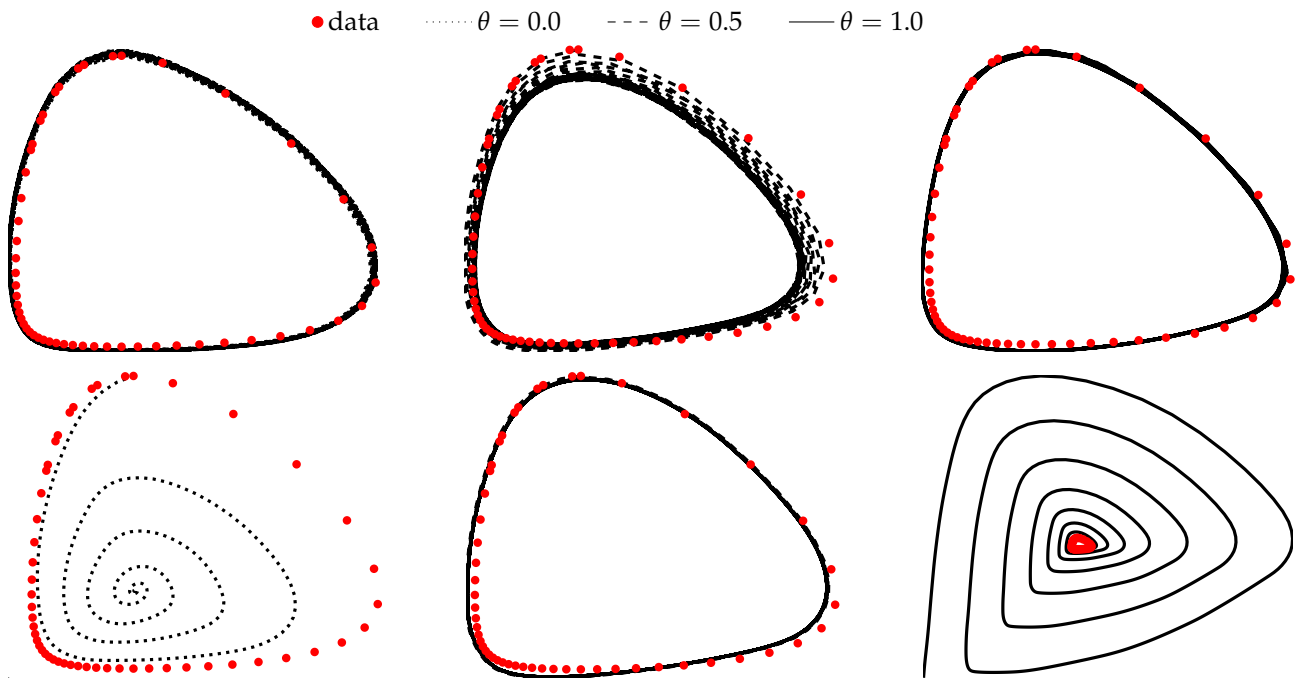 data θ = 0.0 θ = 0.5 θ = 1.0